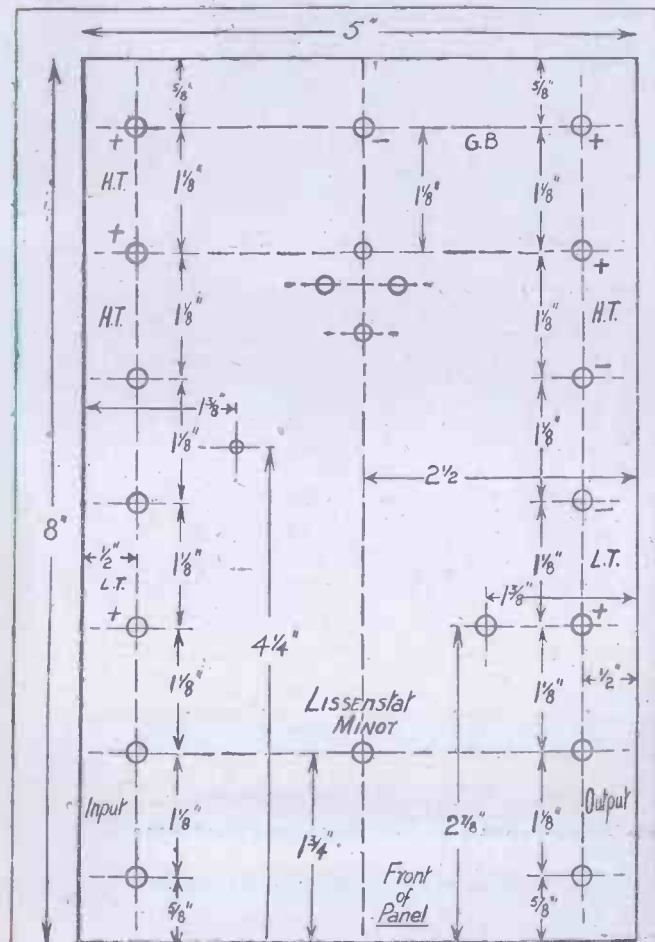 5"
5/8"
5/8"
+
-
G.B
+
H.T.
1 1/8"
1 1/8"
1 1/8"
+
+
H.T.
1 1/8"
1 1/8"
H.T.
-
1 3/8"
1 1/8"
1 1/8"
2 1/2
8"
-
1/2"
1 1/8"
1 1/8"
L.T.
L.T.
1 3/8"
+
+
4 1/4"
1/2"
1 1/8"
1 1/8"
LISSENSTAT
MINOR
Input
1 1/8"
1 3/4"
2 7/8"
1 1/8"
Output
Front
of
Panel
5/8"
5/8"